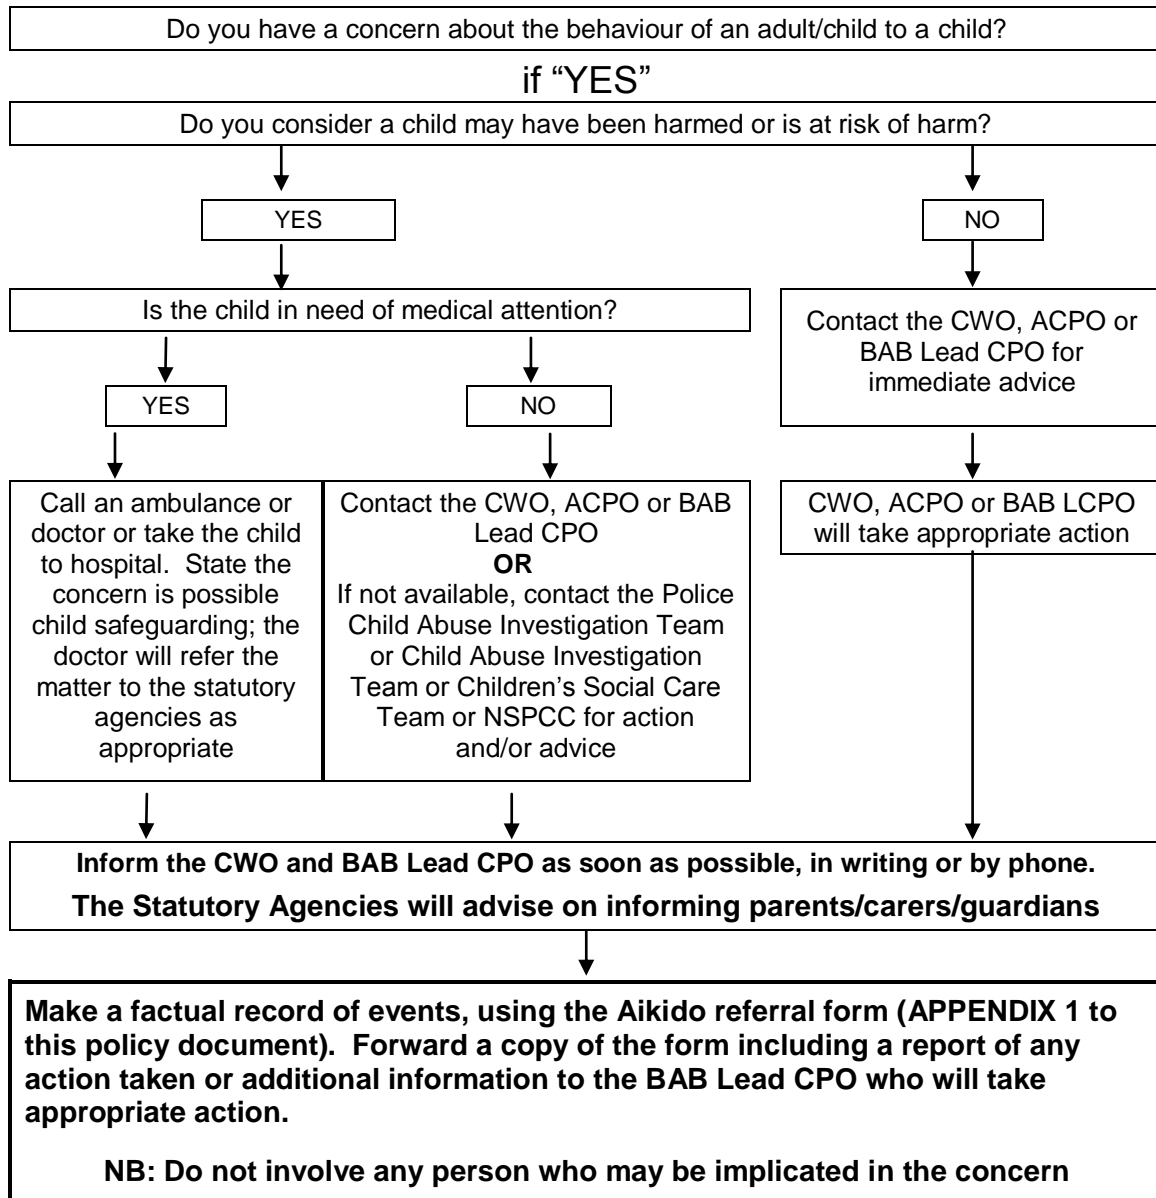 Do you have a concern about the behaviour of an adult/child to a child?
if “YES”
Do you consider a child may have been harmed or is at risk of harm?
YES
NO
Is the child in need of medical attention?
Contact the CWO, ACPO or
BAB Lead CPO for
immediate advice
YES
NO
Call an ambulance or
doctor or take the child
to hospital. State the
concern is possible
child safeguarding; the
doctor will refer the
matter to the statutory
agencies as
appropriate
Contact the CWO, ACPO or BAB
Lead CPO
OR
If not available, contact the Police
Child Abuse Investigation Team
or Child Abuse Investigation
Team or Children’s Social Care
Team or NSPCC for action
and/or advice
CWO, ACPO or BAB LCPO
will take appropriate action
Inform the CWO and BAB Lead CPO as soon as possible, in writing or by phone.
The Statutory Agencies will advise on informing parents/carers/guardians
Make a factual record of events, using the Aikido referral form (APPENDIX 1 to
this policy document). Forward a copy of the form including a report of any
action taken or additional information to the BAB Lead CPO who will take
appropriate action.
NB: Do not involve any person who may be implicated in the concern